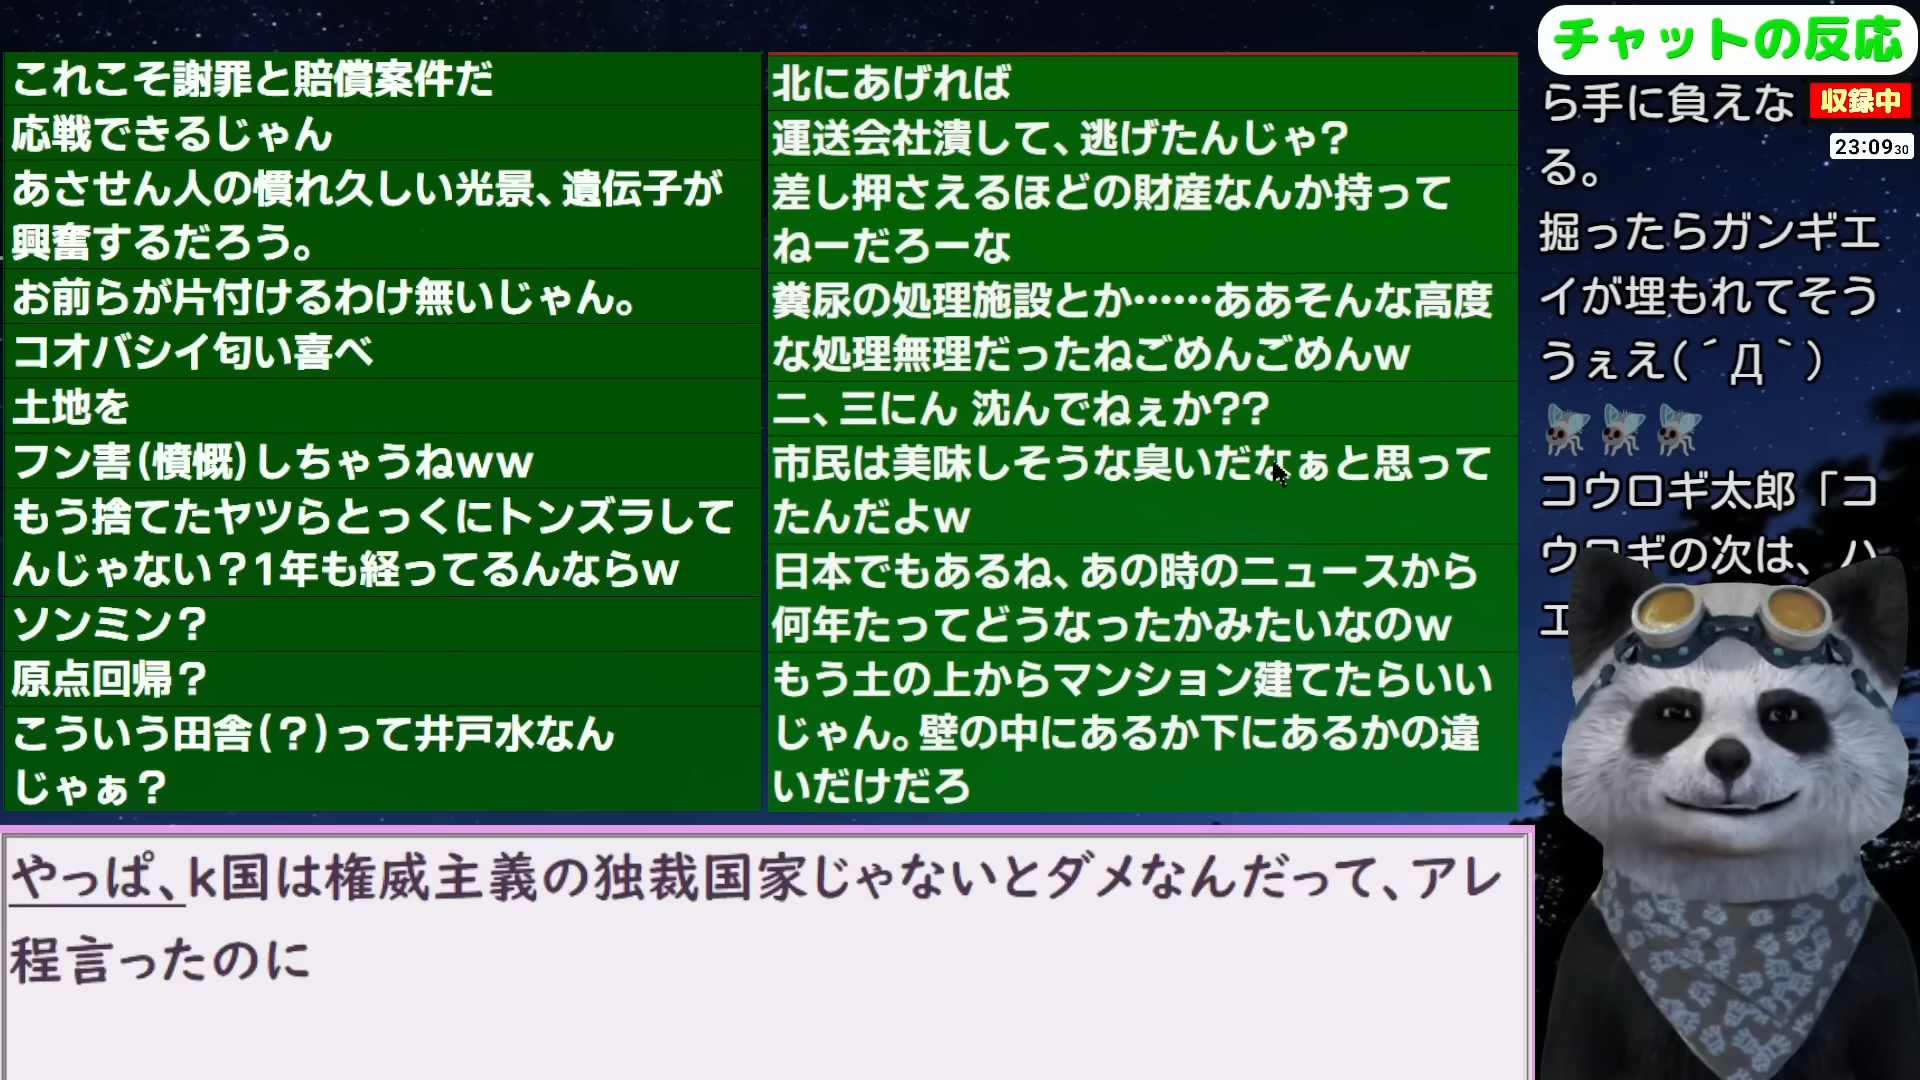 これこそ謝罪と賠償案件だ
応戦できるじゃん
あさせん人の慣れ久しい光景、遺伝子が
興奮するだろう。
お前らが片付けるわけ無いじゃん。
コオバシイ匂い喜べ
土地を
フン害(憤慨)しちゃうねww
もう捨てたヤツらとっくにトンズラして
んじゃない？1年も経ってるんならw
ソンミン？
原点回帰？
こういう田舎(？)って井戸水なん
じゃぁ？
北にあげれば
運送会社潰して、逃げたんじゃ？
差し押さえるほどの財産なんか持って
ねーだろーな
糞尿の処理施設とか……ああそんな高度
な処理無理だったねごめんごめんw
二、三にん 沈んでねぇか??
市民は美味しそうな臭いだなぁと思って
たんだよw
日本でもあるね、あの時のニュースから
何年たってどうなったかみたいなのw
もう土の上からマンション建てたらいい
じゃん。壁の中にあるか下にあるかの違
いだけだろ
やっぱ、k国は権威主義の独裁国家じゃないとダメなんだって、アレ
程言ったのに
チャットの反応
収録中
23:09 30
ら手に負えな
る。
掘ったらガンギエ
イが埋もれてそう
うぇえ(´Д｀)
コウロギ太郎「コ
ウロギの次は、ハ
エ